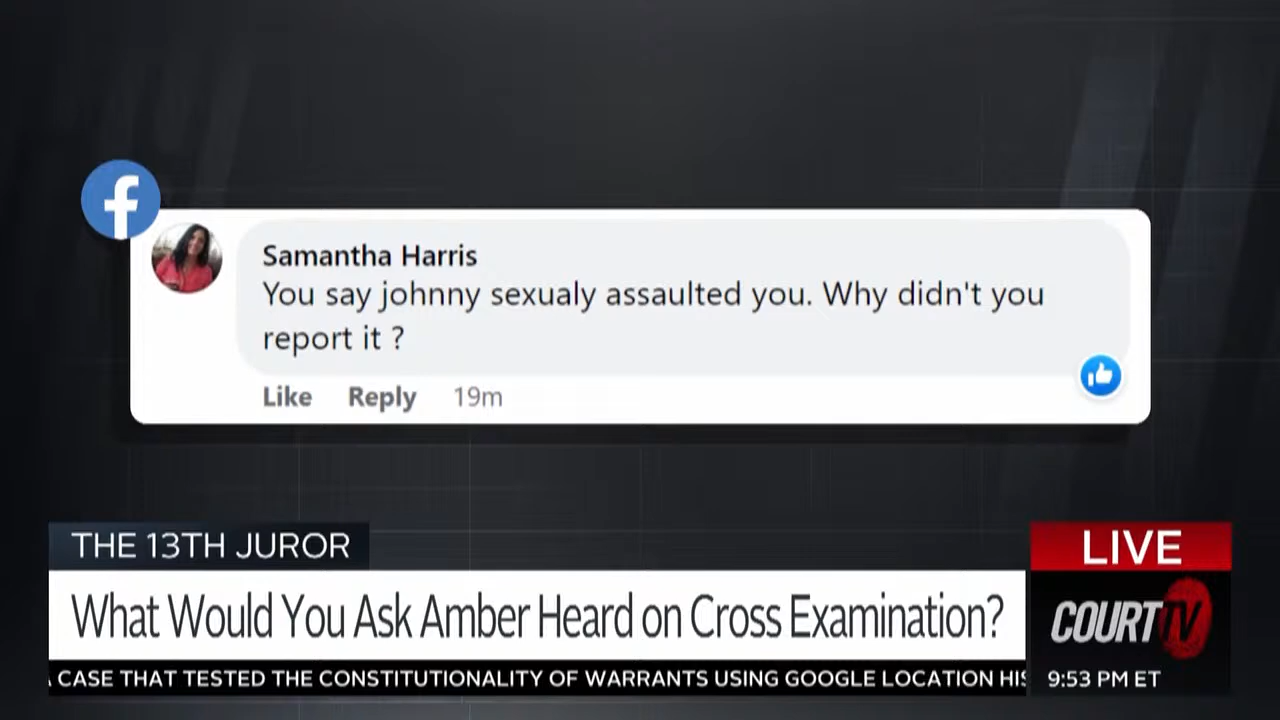 f
Samantha Harris
You say johnny sexualy assaulted you. Why didn't you
report it ?
Like Reply 19m
THE 13TH JUROR
What Would You Ask Amber Heard on Cross Examination?
LIVE
COURT TV
A CASE THAT TESTED THE CONSTITUTIONALITY OF WARRANTS USING GOOGLE LOCATION HIS
9:53 PM ET